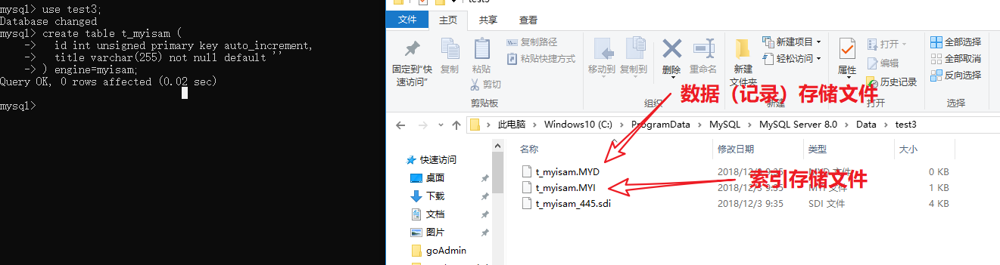 mysql> use test3;
Database changed
mysql> create table t_myisam (
    -> id int unsigned primary key auto_increment,
    -> title varchar(255) not null default ''
    -> ) engine=myisam;
Query OK, 0 rows affected (0.02 sec)
mysql>
文件 主页 共享 查看
固定到“快速访问”
复制
粘贴
复制路径
粘贴快捷方式
剪切
剪贴板
移动到
复制到
删除
重命名
组织
新建文件夹
新建项目
轻松访问
属性
打开
编辑
历史记录
打开
全部选择
全部取消
反向选择
选择
数据（记录）存储文件
此电脑 > Windows10 (C:) > ProgramData > MySQL > MySQL Server 8.0 > Data > test3
快速访问
桌面
下载
文档
图片
goAdmin
名称 修改日期 类型 大小
t_myisam.MYD 2018/12/3 9:35 MYD 文件 0 KB
t_myisam.MYI 2018/12/3 9:35 MYI 文件 1 KB
t_myisam_445.sdi 2018/12/3 9:35 SDI 文件 4 KB
索引存储文件